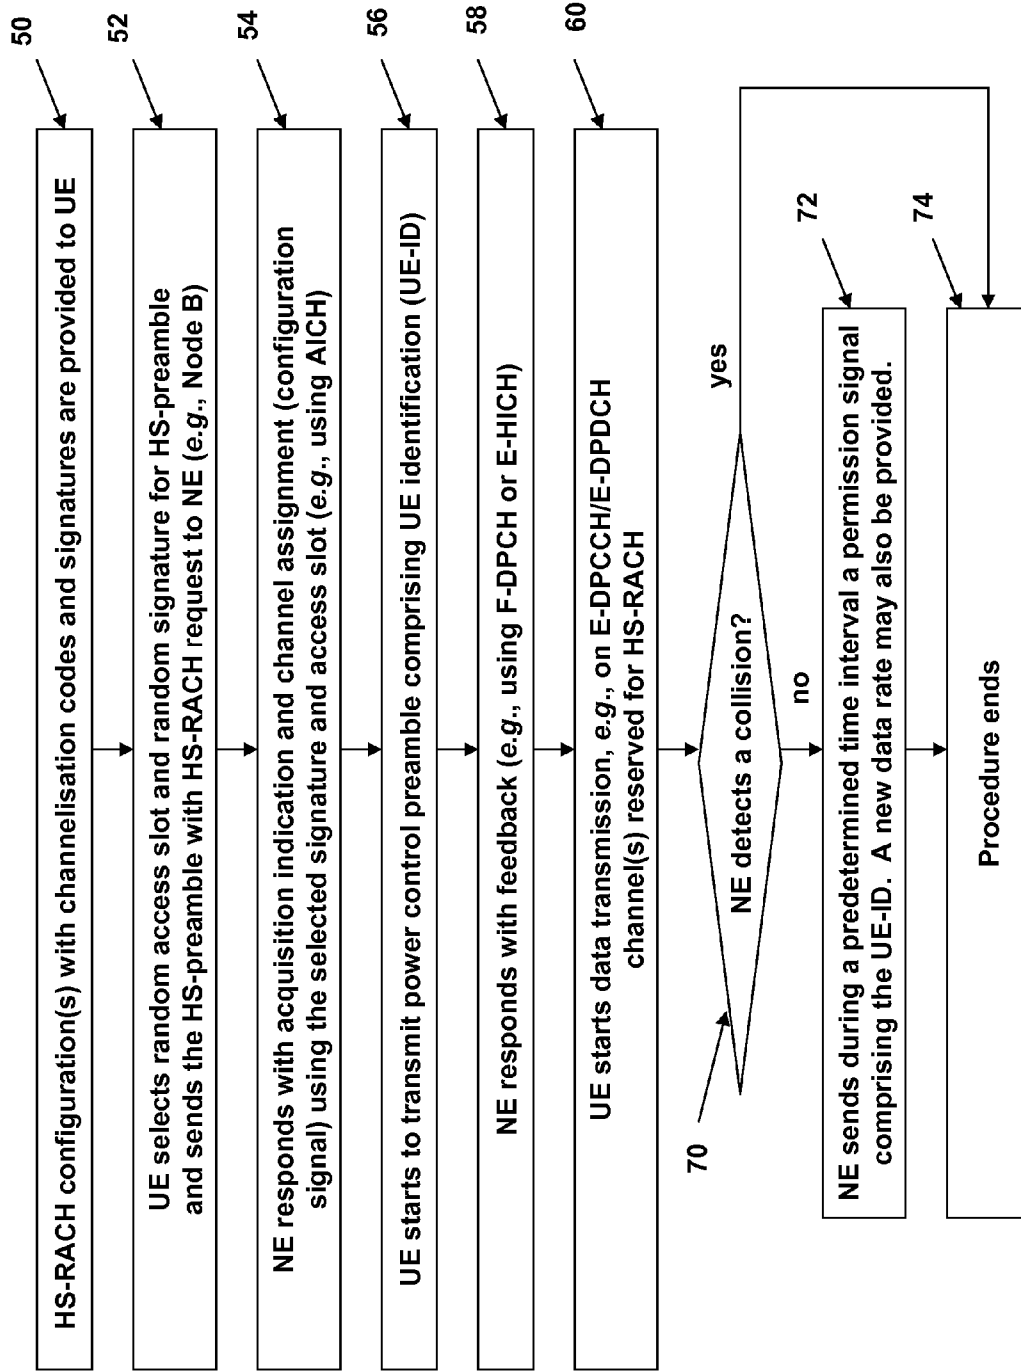 50
HS-RACH configuration(s) with channelisation codes and signatures are provided to UE
52
UE selects random access slot and random signature for HS-preamble
and sends the HS-preamble with HS-RACH request to NE (e.g., Node B)
54
NE responds with acquisition indication and channel assignment (configuration
signal) using the selected signature and access slot (e.g., using AICH)
56
UE starts to transmit power control preamble comprising UE identification (UE-ID)
58
NE responds with feedback (e.g., using F-DPCH or E-HICH)
60
UE starts data transmission, e.g., on E-DPCCH/E-DPDCH
channel(s) reserved for HS-RACH
70
NE detects a collision?
yes
no
72
NE sends during a predetermined time interval a permission signal
comprising the UE-ID. A new data rate may also be provided.
74
Procedure ends